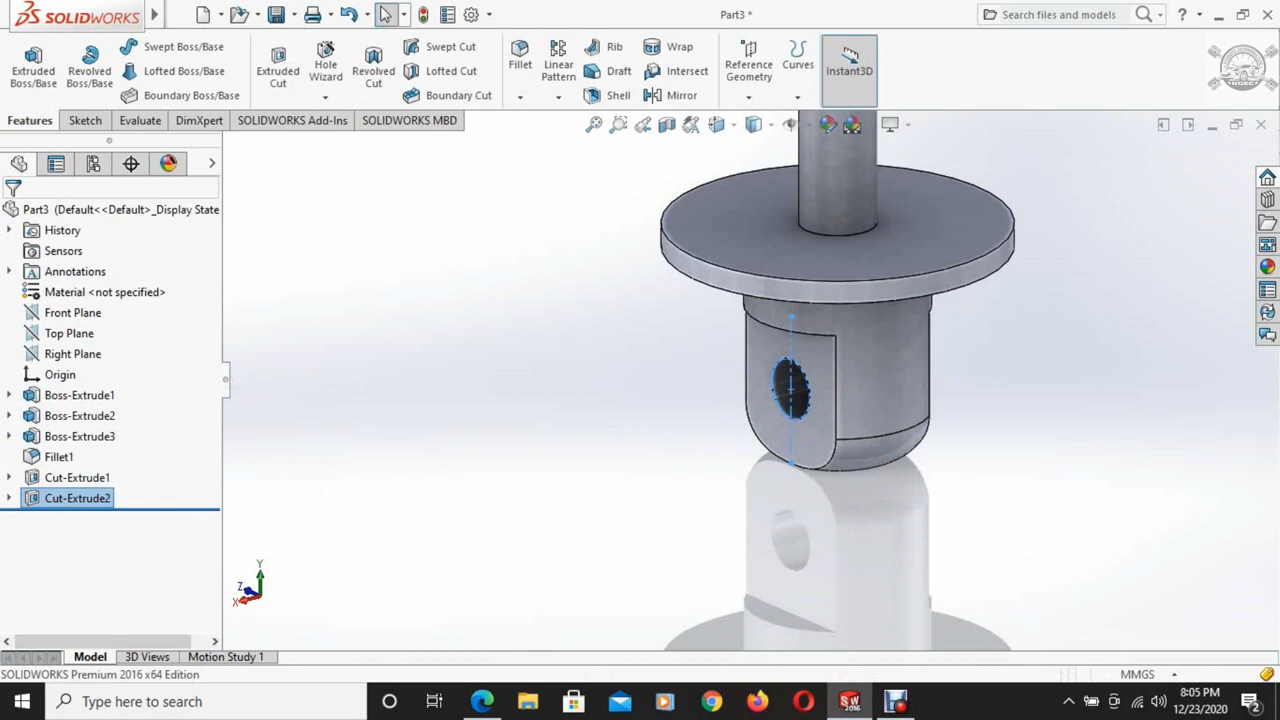 SOLIDWORKS
Part3 *
Search files and models
Extruded Boss/Base
Revolved Boss/Base
Swept Boss/Base
Lofted Boss/Base
Boundary Boss/Base
Extruded Cut
Hole Wizard
Revolved Cut
Swept Cut
Lofted Cut
Boundary Cut
Fillet
Linear Pattern
Rib
Draft
Shell
Wrap
Intersect
Mirror
Reference Geometry
Curves
Instant3D
Features
Sketch
Evaluate
DimXpert
SOLIDWORKS Add-Ins
SOLIDWORKS MBD
Part3 (Default<<Default>_Display State
History
Sensors
Annotations
Material <not specified>
Front Plane
Top Plane
Right Plane
Origin
Boss-Extrude1
Boss-Extrude2
Boss-Extrude3
Fillet1
Cut-Extrude1
Cut-Extrude2
Y
Z
X
Model
3D Views
Motion Study 1
SOLIDWORKS Premium 2016 x64 Edition
MMGS
Type here to search
SW
2016
8:05 PM
12/23/2020
2